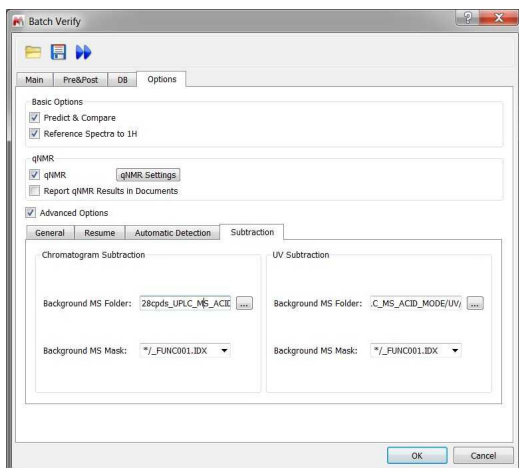 Batch Verify
Main Pre&Post DB Options
Basic Options
Predict & Compare
Reference Spectra to 1H
qNMR
qNMR qNMR Settings
Report qNMR Results in Documents
Advanced Options
General Resume Automatic Detection Subtraction
Chromatogram Subtraction UV Subtraction
Background MS Folder: 28cpds_UPLC_MS_ACID ... Background MS Folder: .C_MS_ACID_MODE/UV/ ...
Background MS Mask: */_FUNC001.IDX Background MS Mask: */_FUNC001.IDX
OK Cancel